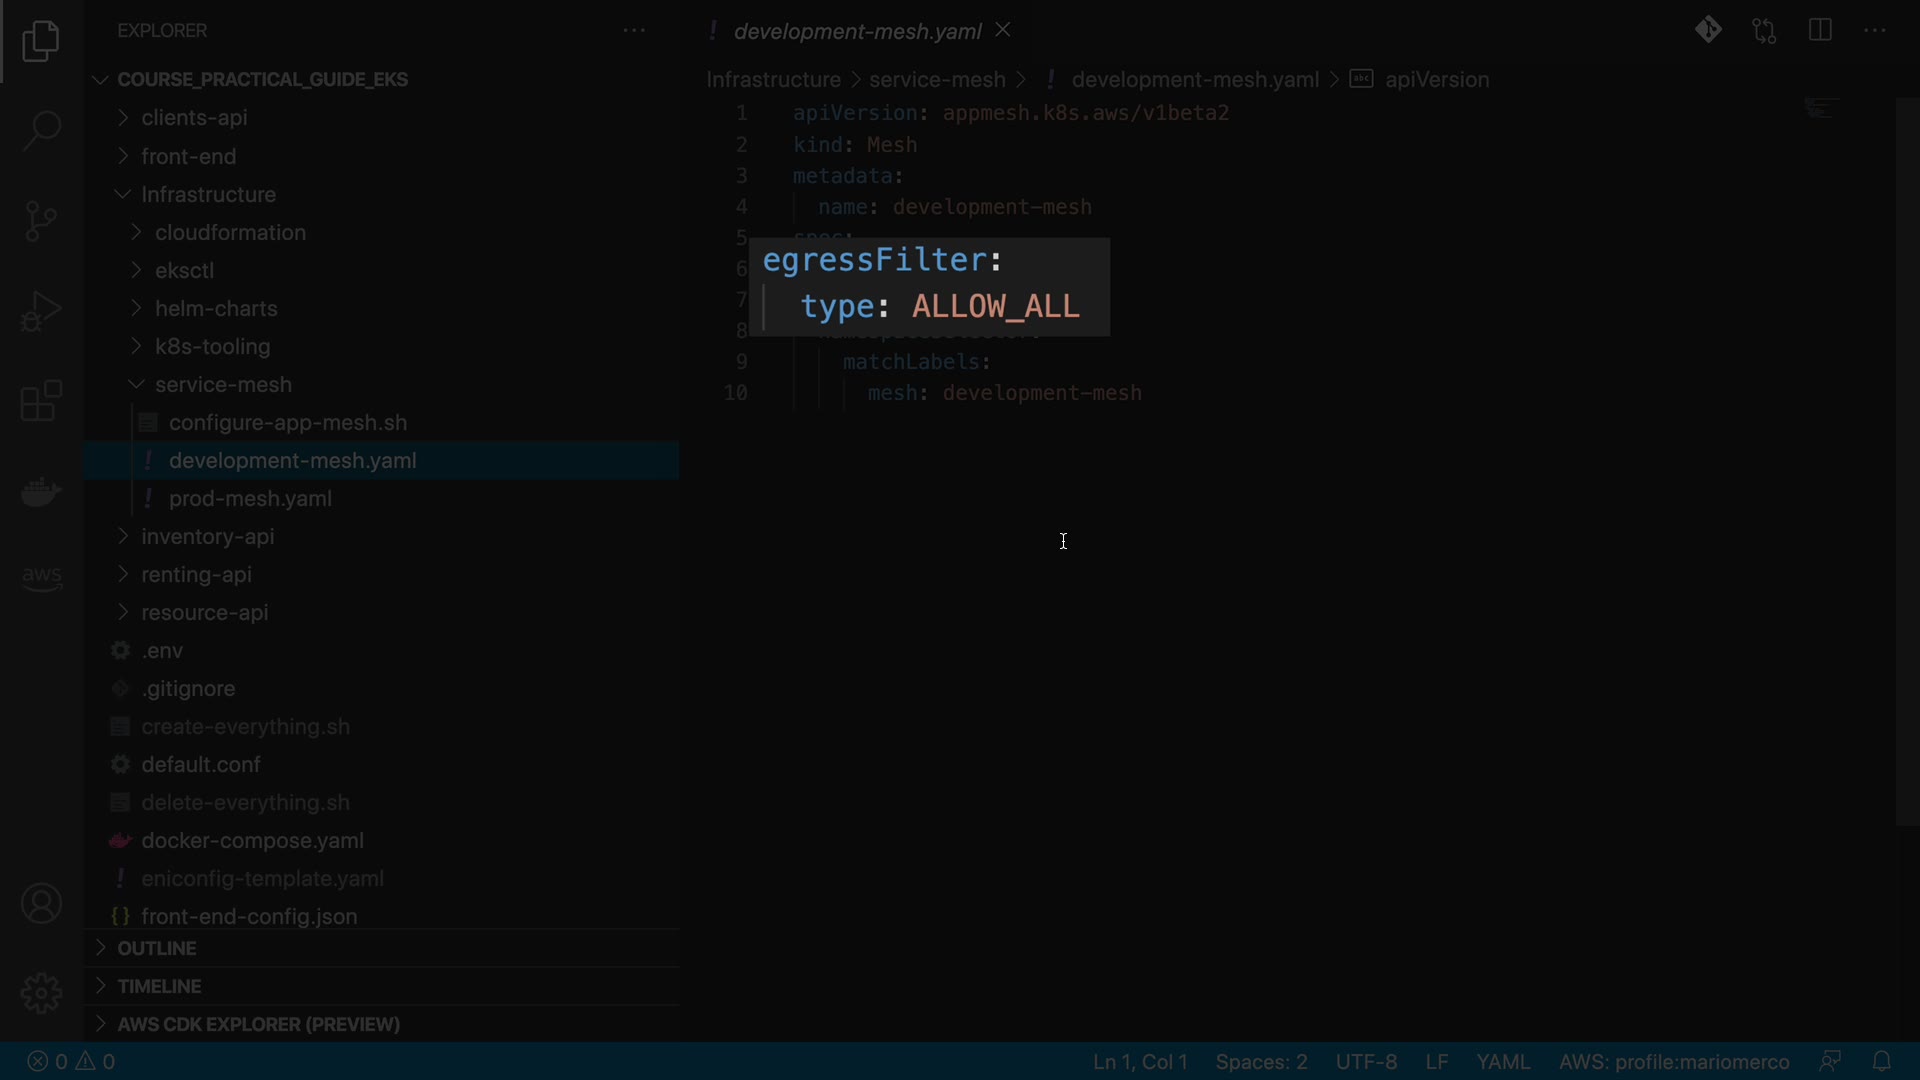 EXPLORER
COURSE_PRACTICAL_GUIDE_EKS
clients-api
front-end
Infrastructure
cloudformation
eksctl
helm-charts
k8s-tooling
service-mesh
configure-app-mesh.sh
! development-mesh.yaml
! prod-mesh.yaml
inventory-api
renting-api
resource-api
.env
.gitignore
create-everything.sh
default.conf
delete-everything.sh
docker-compose.yaml
! eniconfig-template.yaml
{} front-end-config.json
OUTLINE
TIMELINE
AWS CDK EXPLORER (PREVIEW)
aws
! development-mesh.yaml
Infrastructure > service-mesh > ! development-mesh.yaml > abc apiVersion
1 apiVersion: appmesh.k8s.aws/v1beta2
2 kind: Mesh
3 metadata:
4 name: development-mesh
5 spec:
6 egressFilter:
7 type: ALLOW_ALL
8
9 matchLabels:
10 mesh: development-mesh
0 0
Ln 1, Col 1 Spaces: 2 UTF-8 LF YAML AWS: profile:mariomerco